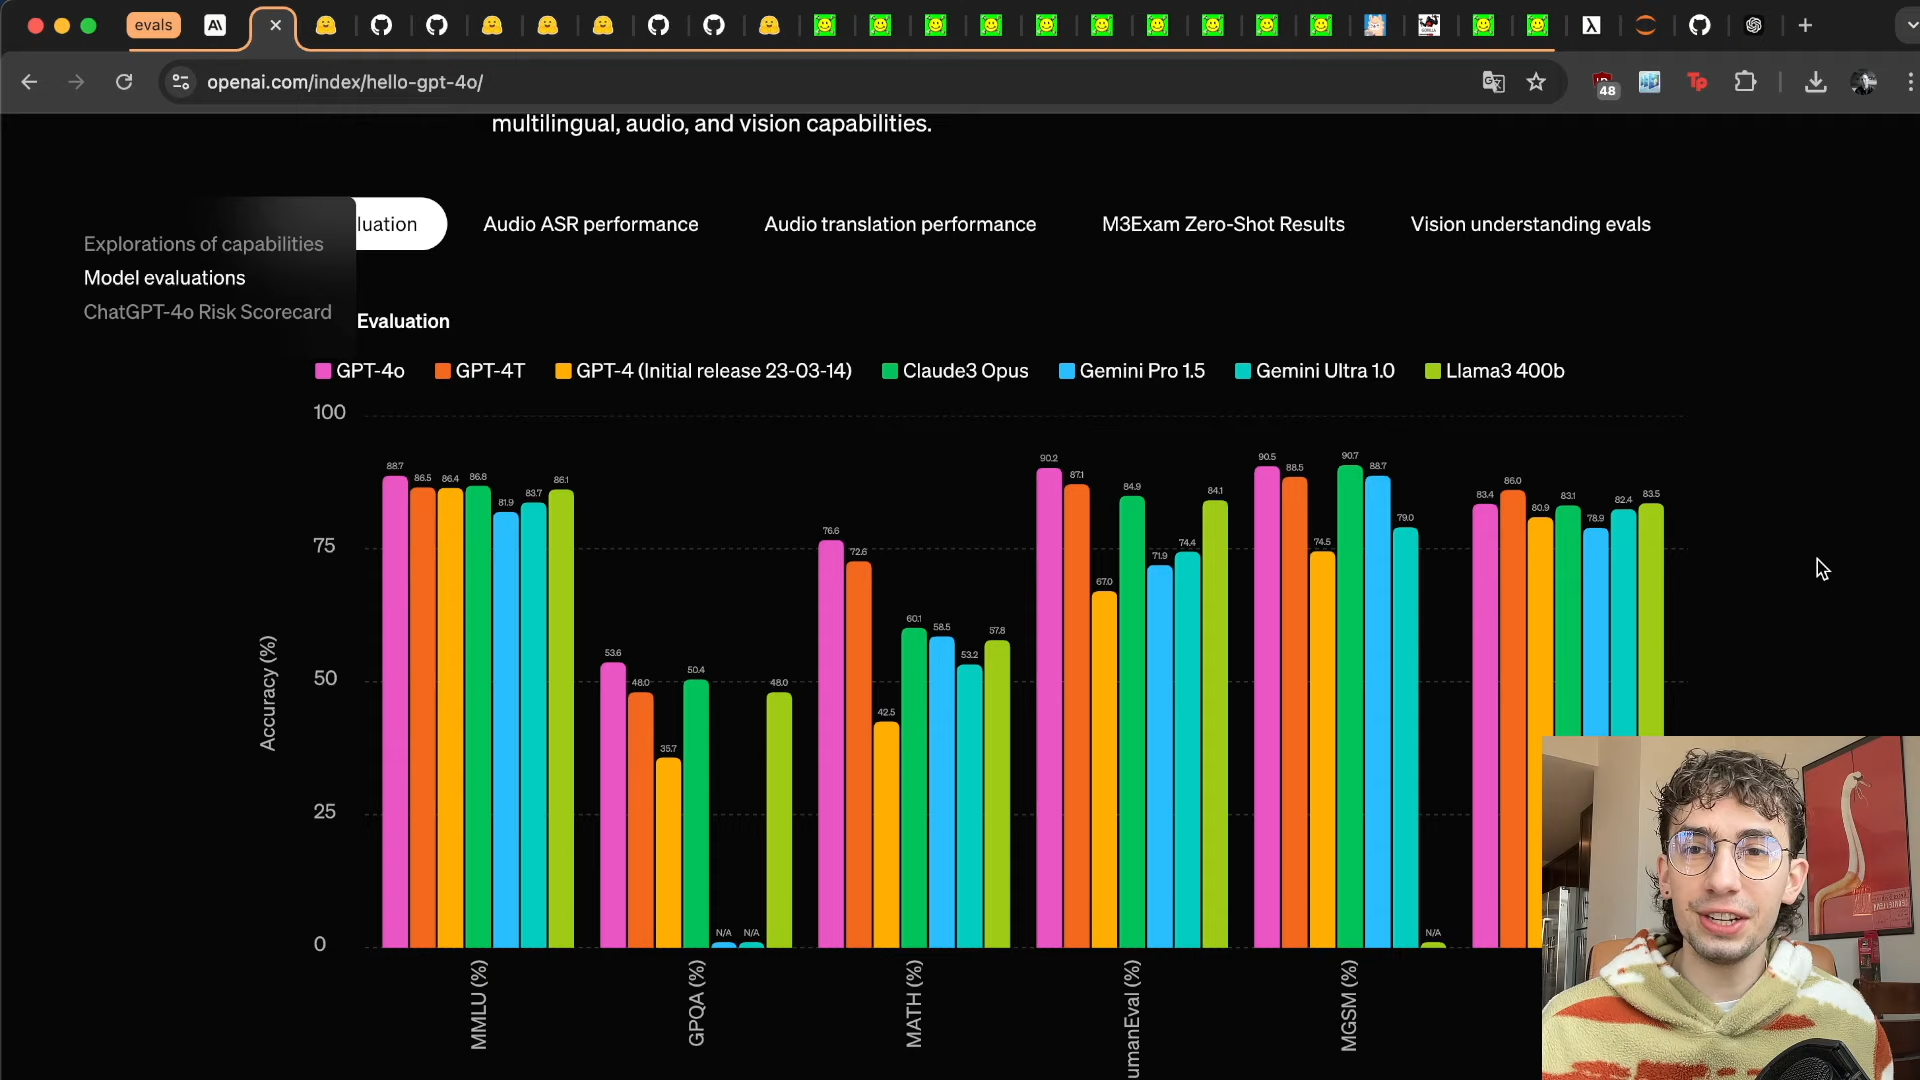 evals
openai.com/index/hello-gpt-4o/
48
Tp
multilingual, audio, and vision capabilities.
luation
Audio ASR performance
Audio translation performance
M3Exam Zero-Shot Results
Vision understanding evals
Explorations of capabilities
Model evaluations
ChatGPT-4o Risk Scorecard
Evaluation
GPT-4o
GPT-4T
GPT-4 (Initial release 23-03-14)
Claude3 Opus
Gemini Pro 1.5
Gemini Ultra 1.0
Llama3 400b
Accuracy (%)
100
75
50
25
0
88.7
86.5
86.4
86.8
81.9
83.7
86.1
53.6
48.0
35.7
50.4
N/A
N/A
48.0
76.6
72.6
42.5
60.1
58.5
53.2
57.8
90.2
87.1
67.0
84.9
71.9
74.4
84.1
90.5
88.5
74.5
90.7
88.7
79.0
N/A
83.4
86.0
80.9
83.1
78.9
82.4
83.5
MMLU (%)
GPQA (%)
MATH (%)
umanEval (%)
MGSM (%)